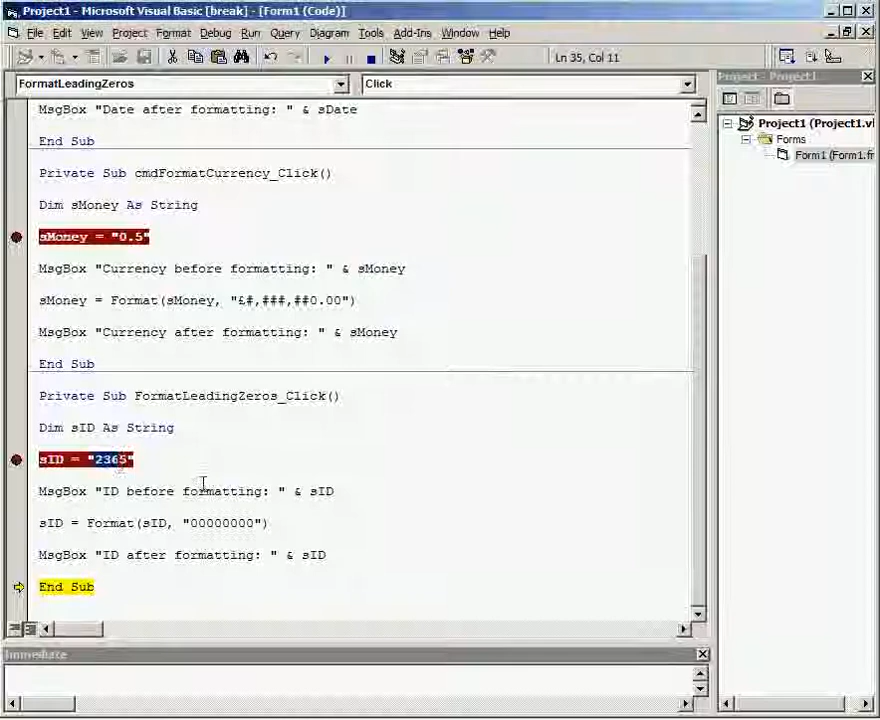 Project1 - Microsoft Visual Basic [break] - [Form1 (Code)]
File Edit View Project Format Debug Run Query Diagram Tools Add-Ins Window Help
Ln 35, Col 11
FormatLeadingZeros Click
Project - Project1
MsgBox "Date after formatting: " & sDate
End Sub
Private Sub cmdFormatCurrency_Click()
Dim sMoney As String
sMoney = "0.5"
MsgBox "Currency before formatting: " & sMoney
sMoney = Format(sMoney, "£#,###,##0.00")
MsgBox "Currency after formatting: " & sMoney
End Sub
Private Sub FormatLeadingZeros_Click()
Dim sID As String
sID = "2365"
MsgBox "ID before formatting: " & sID
sID = Format(sID, "00000000")
MsgBox "ID after formatting: " & sID
End Sub
Project1 (Project1.v
Forms
Form1 (Form1.fr
Immediate